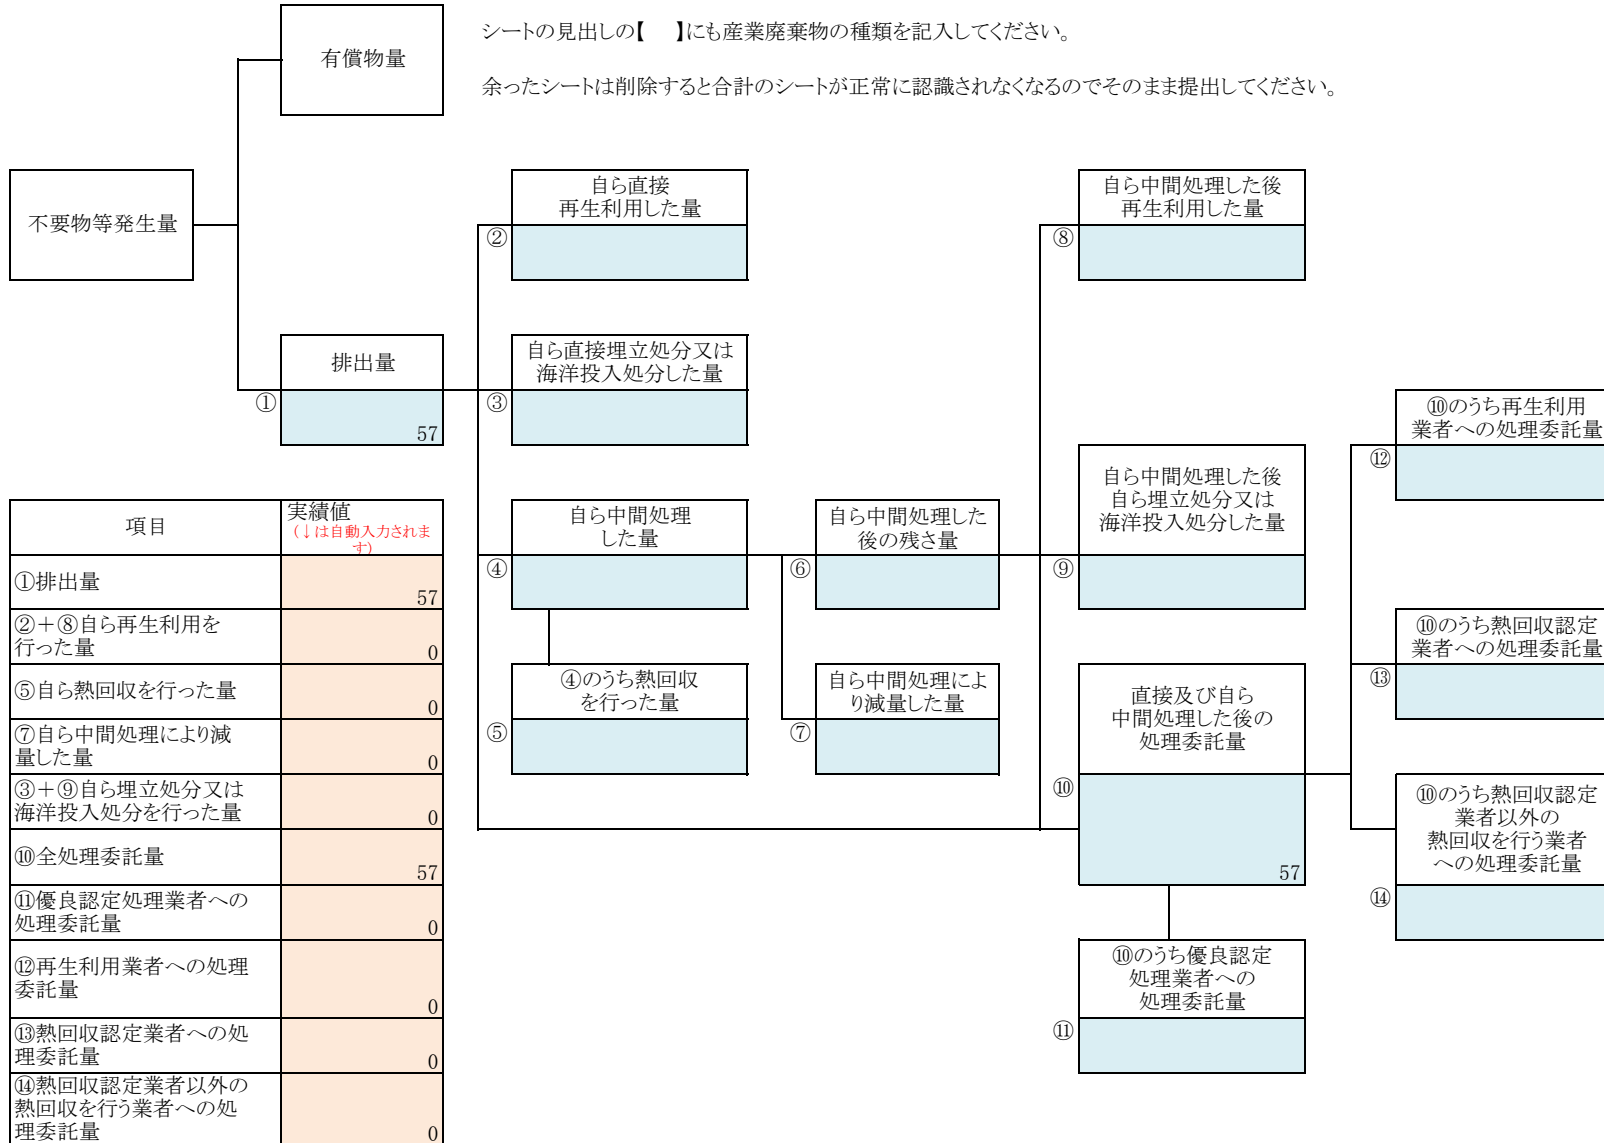 シートの見出しの【　】にも産業廃棄物の種類を記入してください。
余ったシートは削除すると合計のシートが正常に認識されなくなるのでそのまま提出してください。
有償物量
不要物等発生量
自ら直接
再生利用した量
②
自ら中間処理した後
再生利用した量
⑧
排出量
①
57
自ら直接埋立処分又は
海洋投入処分した量
③
⑩のうち再生利用
業者への処理委託量
⑫
自ら中間処理
した量
④
自ら中間処理した
後の残さ量
⑥
自ら中間処理した後
自ら埋立処分又は
海洋投入処分した量
⑨
⑩のうち熱回収認定
業者への処理委託量
⑬
④のうち熱回収
を行った量
⑤
自ら中間処理によ
り減量した量
⑦
直接及び自ら
中間処理した後の
処理委託量
⑩
57
⑩のうち熱回収認定
業者以外の
熱回収を行う業者
への処理委託量
⑭
⑩のうち優良認定
処理業者への
処理委託量
⑪
項目
実績値
(↓は自動入力されま
す)
①排出量
57
②＋⑧自ら再生利用を
行った量
0
⑤自ら熱回収を行った量
0
⑦自ら中間処理により減
量した量
0
③＋⑨自ら埋立処分又は
海洋投入処分を行った量
0
⑩全処理委託量
57
⑪優良認定処理業者への
処理委託量
0
⑫再生利用業者への処理
委託量
0
⑬熱回収認定業者への処
理委託量
0
⑭熱回収認定業者以外の
熱回収を行う業者への処
理委託量
0